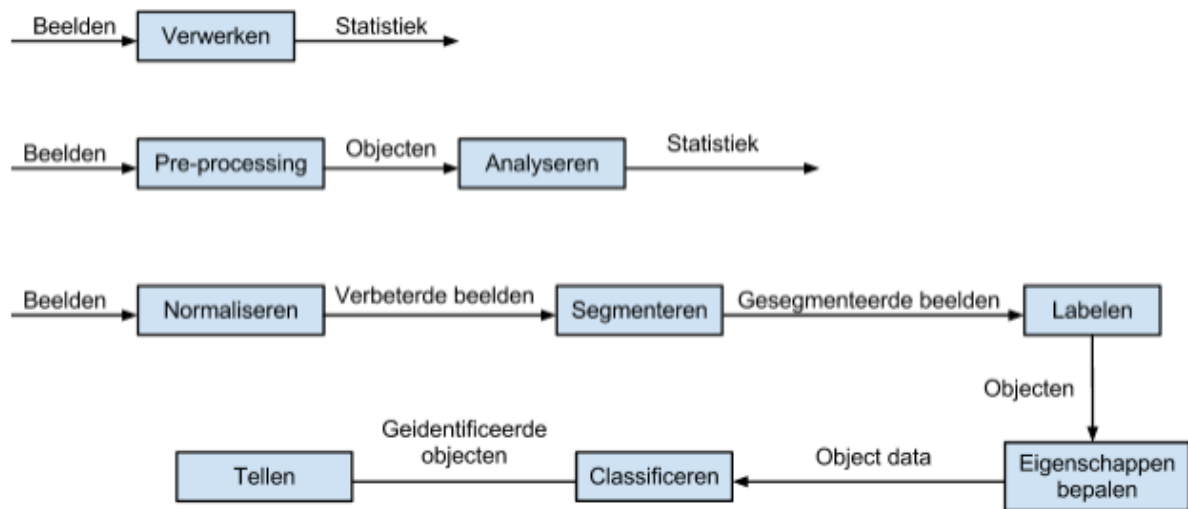 Beelden
Verwerken
Statistiek
Beelden
Pre-processing
Objecten
Analyseren
Statistiek
Beelden
Normaliseren
Verbeterde beelden
Segmenteren
Gesegmenteerde beelden
Labelen
Objecten
Eigenschappen
bepalen
Object data
Classificeren
Geidentificeerde
objecten
Tellen